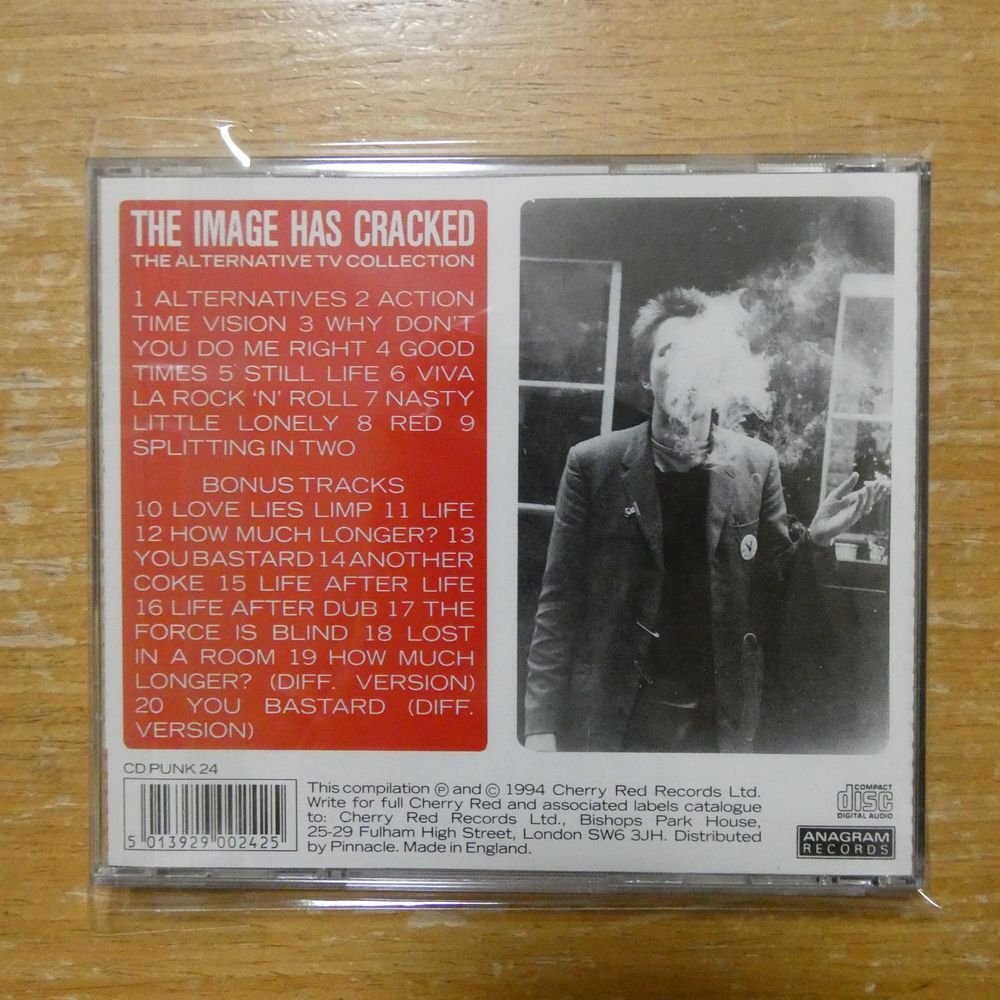 THE IMAGE HAS CRACKED
THE ALTERNATIVE TV COLLECTION
1 ALTERNATIVES 2 ACTION
TIME VISION 3 WHY DON'T
YOU DO ME RIGHT 4 GOOD
TIMES 5 STILL LIFE 6 VIVA
LA ROCK 'N' ROLL 7 NASTY
LITTLE LONELY 8 RED 9
SPLITTING IN TWO
BONUS TRACKS
10 LOVE LIES LIMP 11 LIFE
12 HOW MUCH LONGER? 13
YOU BASTARD 14 ANOTHER
COKE 15 LIFE AFTER LIFE
16 LIFE AFTER DUB 17 THE
FORCE IS BLIND 18 LOST
IN A ROOM 19 HOW MUCH
LONGER? (DIFF. VERSION)
20 YOU BASTARD (DIFF.
VERSION)
CD PUNK 24
5 013929 002425
This compilation ℗ and © 1994 Cherry Red Records Ltd.
Write for full Cherry Red and associated labels catalogue
to: Cherry Red Records Ltd., Bishops Park House,
25-29 Fulham High Street, London SW6 3JH. Distributed
by Pinnacle. Made in England.
COMPACT
disc
DIGITAL AUDIO
ANAGRAM
RECORDS